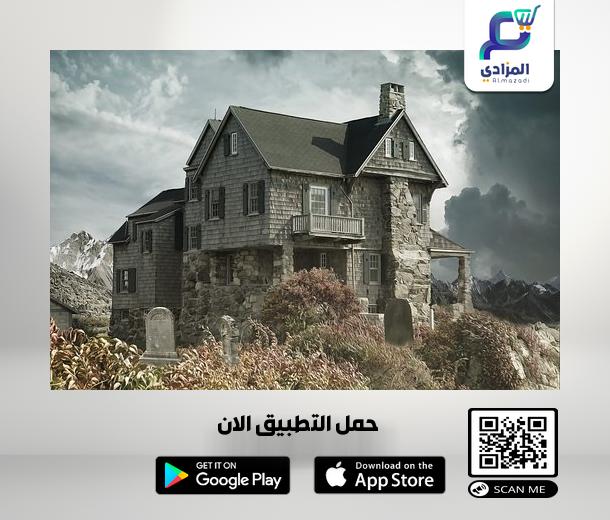 المزادي
Almazadi
حمل التطبيق الان
GET IT ON
Google Play
Download on the
App Store
SCAN ME